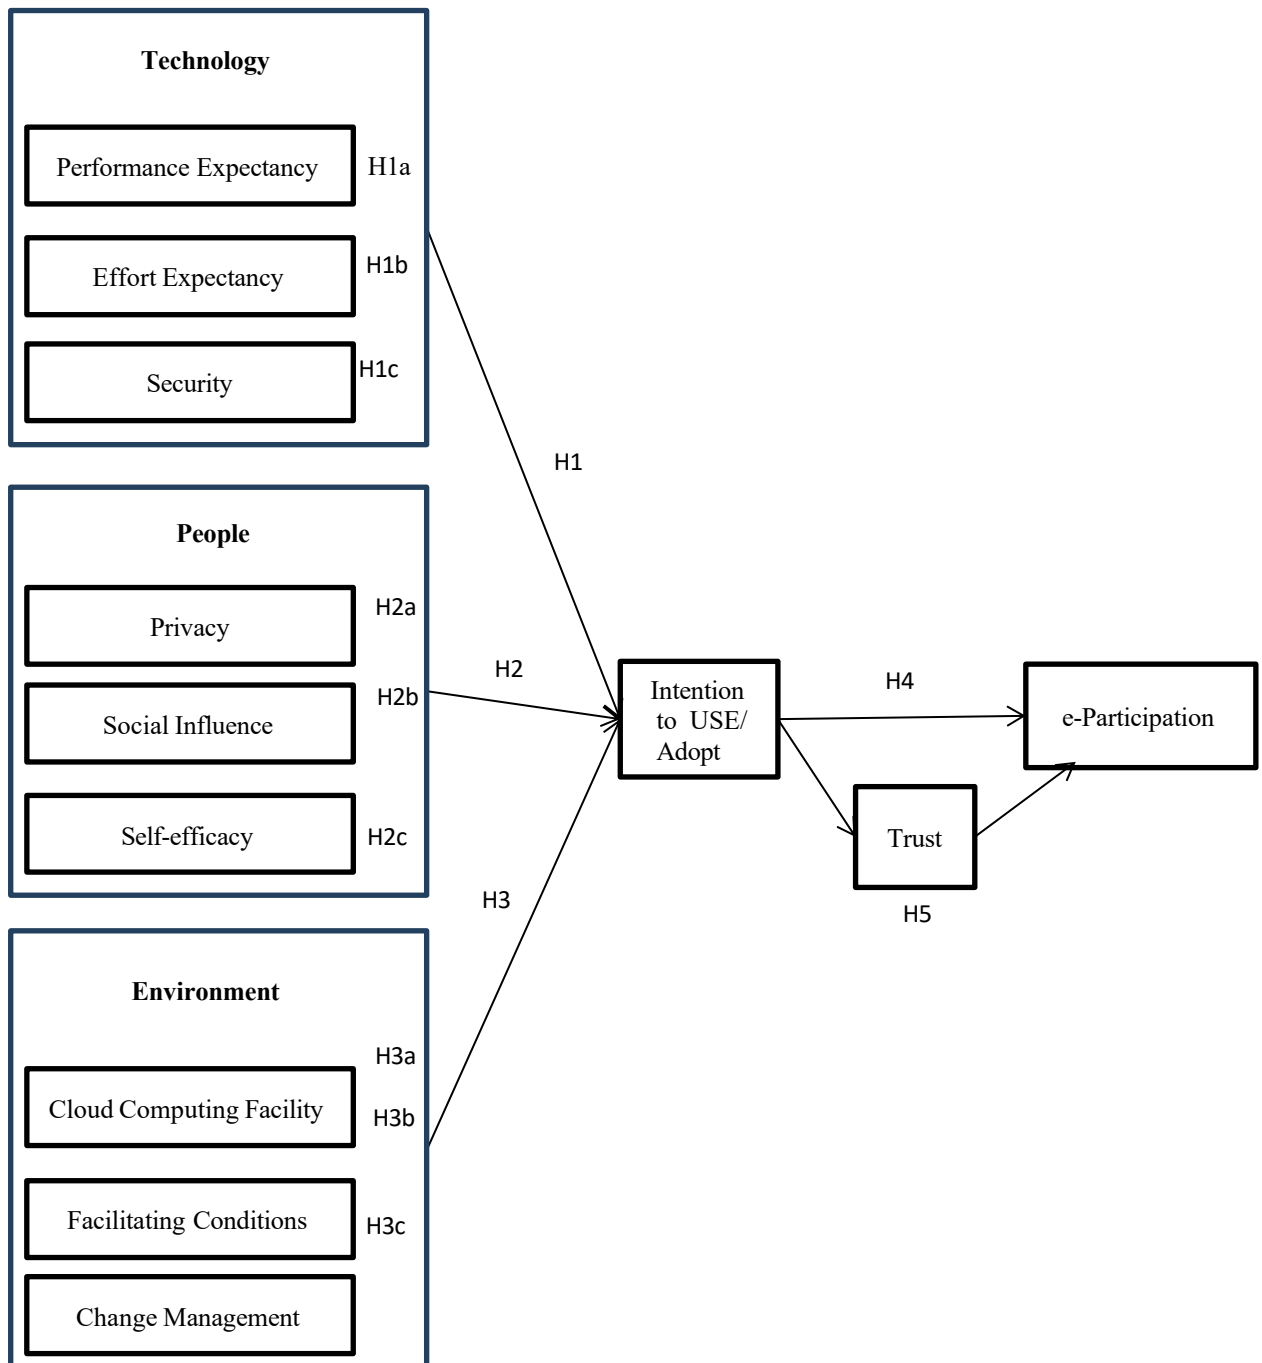 Technology
Performance Expectancy
H1a
Effort Expectancy
H1b
Security
H1c
H1
People
Privacy
H2a
Social Influence
H2b
Self-efficacy
H2c
H2
Environment
H3a
Cloud Computing Facility
H3b
Facilitating Conditions
H3c
Change Management
H3
Intention
to USE/
Adopt
H4
e-Participation
Trust
H5